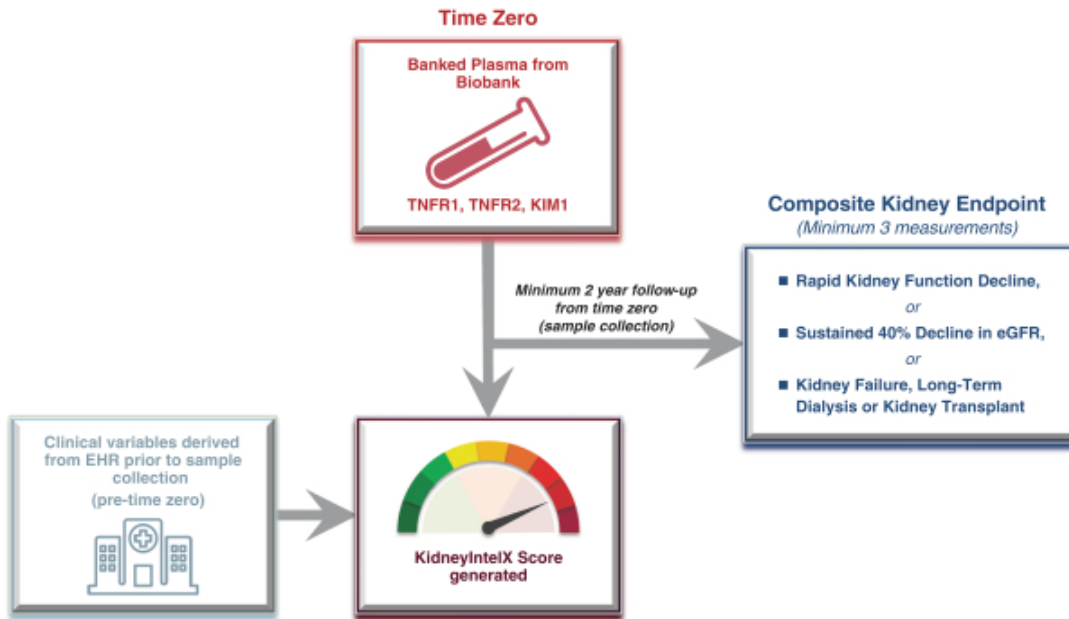 Time Zero
Banked Plasma from
Biobank
TNFR1, TNFR2, KIM1
Minimum 2 year follow-up
from time zero
(sample collection)
Composite Kidney Endpoint
(Minimum 3 measurements)
■ Rapid Kidney Function Decline,
or
■ Sustained 40% Decline in eGFR,
or
■ Kidney Failure, Long-Term
Dialysis or Kidney Transplant
Clinical variables derived
from EHR prior to sample
collection
(pre-time zero)
KidneyIntelX Score
generated